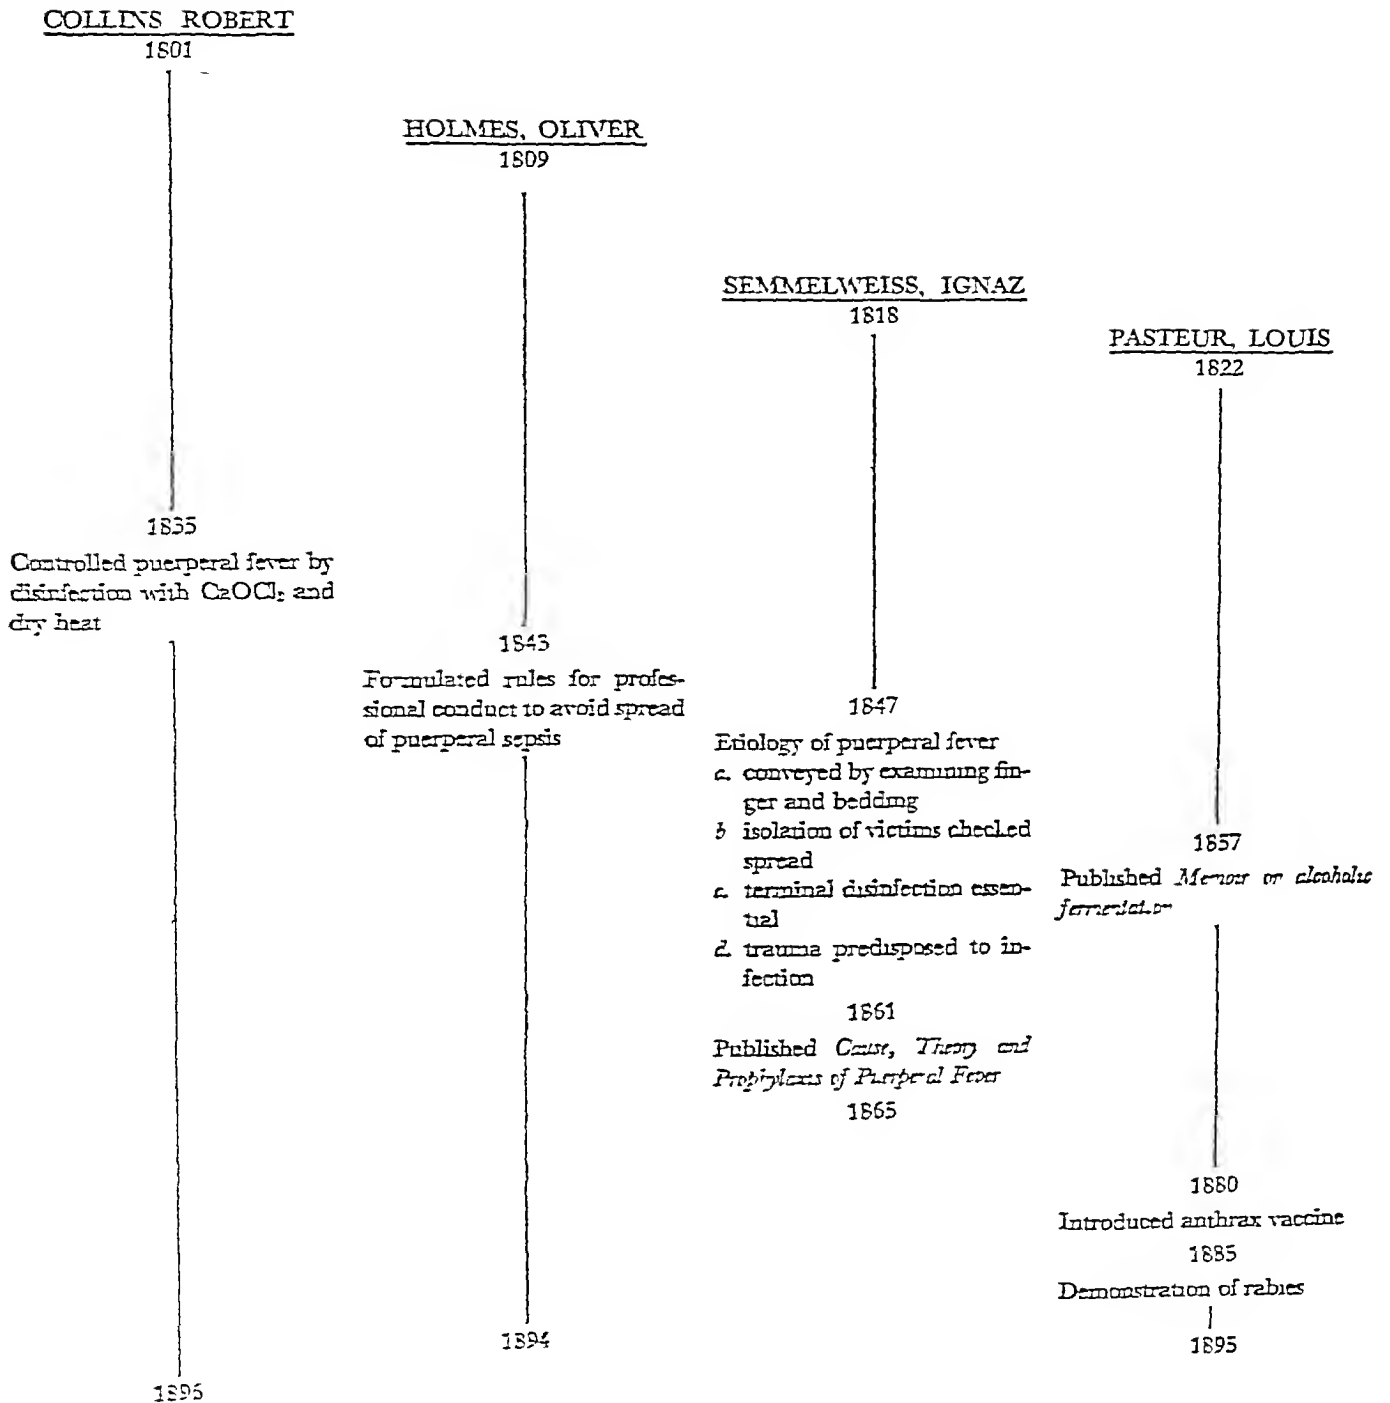 COLLINS ROBERT
1801
1835
Controlled puerperal fever by
disinfection with CaOCl₂ and
dry heat
1896
HOLMES, OLIVER
1809
1843
Formulated rules for profes-
sional conduct to avoid spread
of puerperal sepsis
1894
SEMMELWEISS, IGNAZ
1818
1847
Etiology of puerperal fever
a. conveyed by examining fin-
ger and bedding
b isolation of victims checked
spread
c. terminal disinfection essen-
tial
d. trauma predisposed to in-
fection
1861
Published Cause, Theory and
Prophylaxis of Puerperal Fever
1865
PASTEUR, LOUIS
1822
1857
Published Memoir on alcoholic
fermentation
1880
Introduced anthrax vaccine
1885
Demonstration of rabies
1895